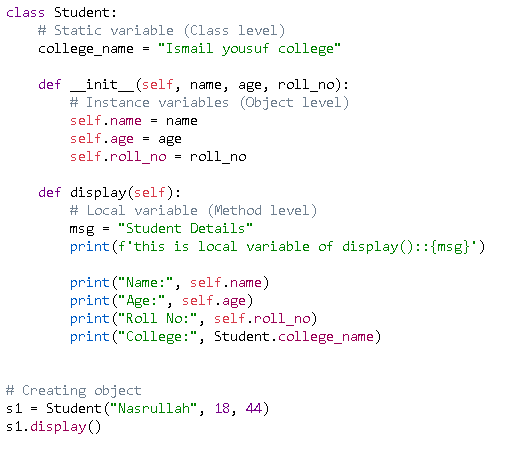 class Student:
    # Static variable (Class level)
    college_name = "Ismail yousuf college"

    def __init__(self, name, age, roll_no):
        # Instance variables (Object level)
        self.name = name
        self.age = age
        self.roll_no = roll_no

    def display(self):
        # Local variable (Method level)
        msg = "Student Details"
        print(f'this is local variable of display()::{msg}')

        print("Name:", self.name)
        print("Age:", self.age)
        print("Roll No:", self.roll_no)
        print("College:", Student.college_name)


# Creating object
s1 = Student("Nasrullah", 18, 44)
s1.display()